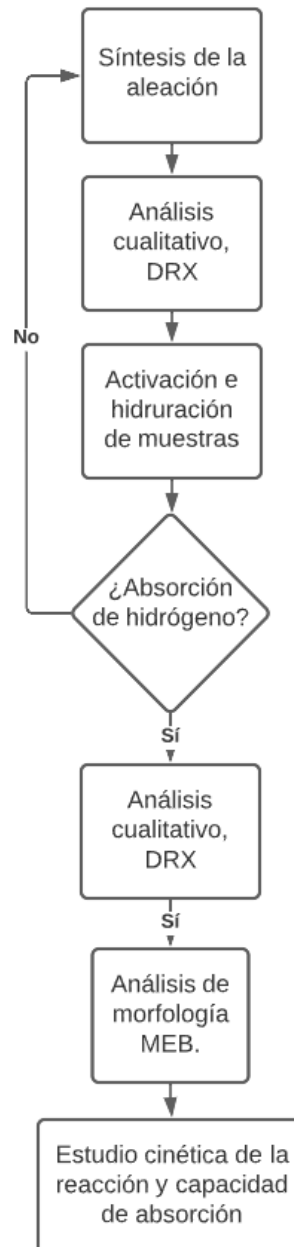 Síntesis de la
aleación
Análisis
cualitativo,
DRX
No
Activación e
hidruración
de muestras
¿Absorción
de hidrógeno?
Sí
Análisis
cualitativo,
DRX
Sí
Análisis de
morfología
MEB.
Estudio cinética de la
reacción y capacidad
de absorción